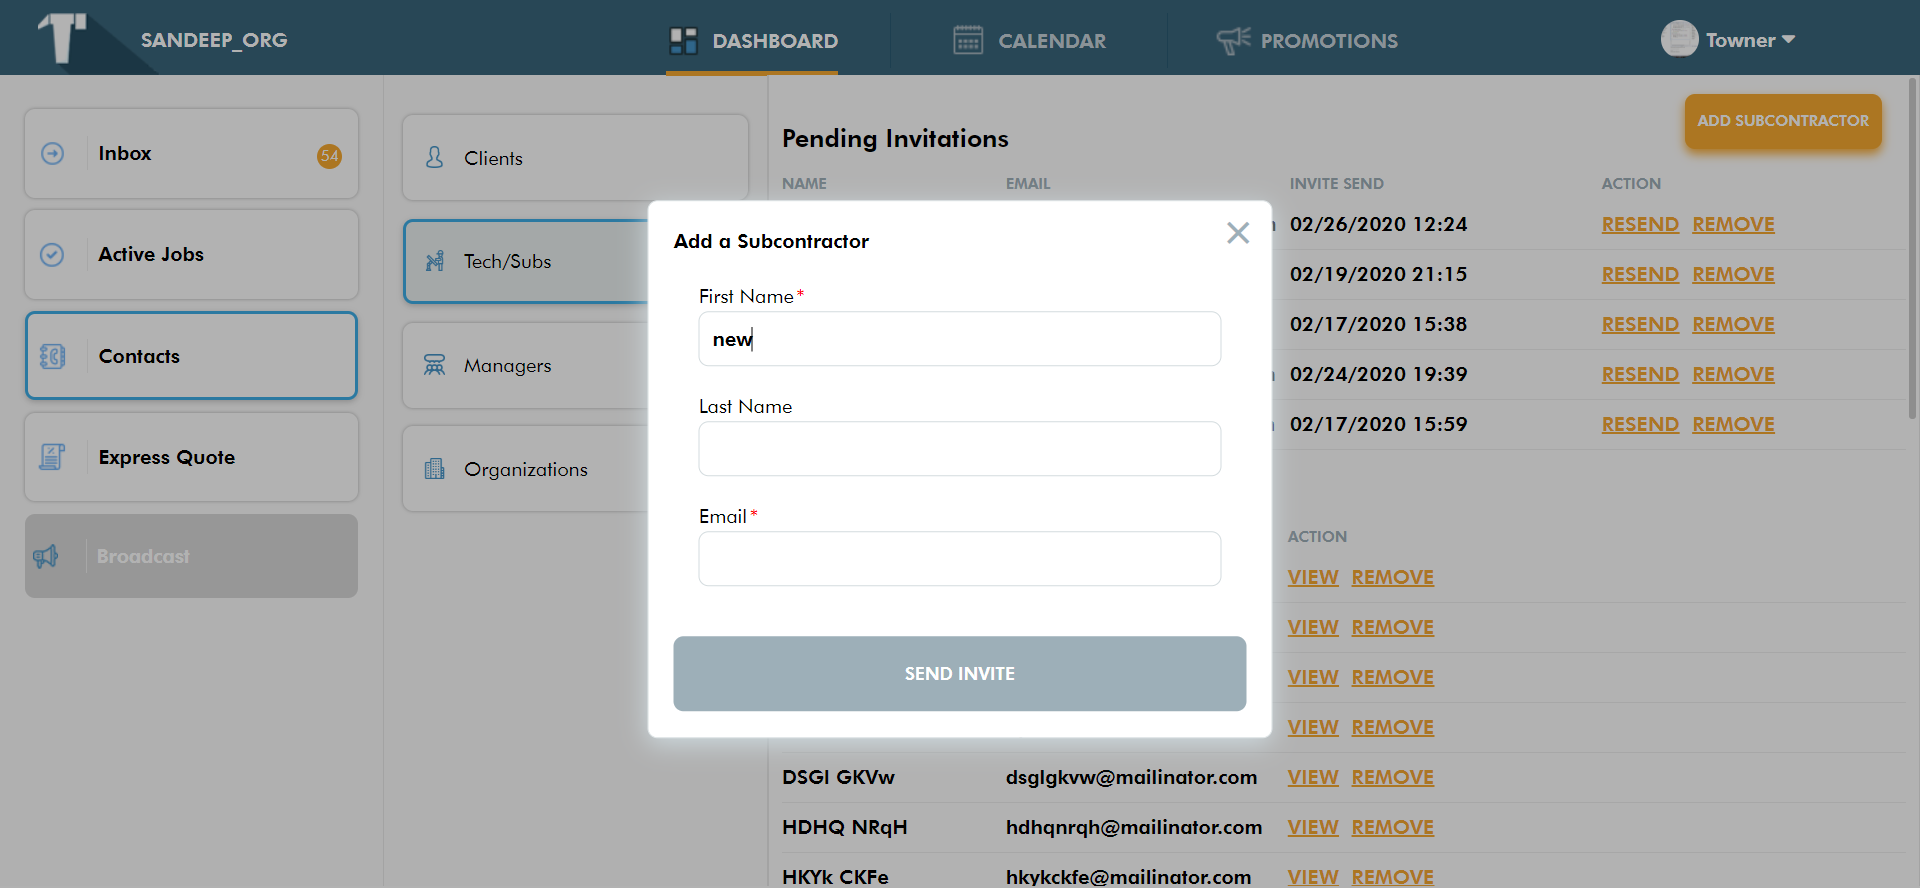 SANDEEP_ORG
DASHBOARD
CALENDAR
PROMOTIONS
Towner
Inbox
54
Active Jobs
Contacts
Express Quote
Broadcast
Clients
Tech/Subs
Managers
Organizations
Pending Invitations
ADD SUBCONTRACTOR
NAME EMAIL INVITE SEND ACTION
02/26/2020 12:24 RESEND REMOVE
02/19/2020 21:15 RESEND REMOVE
02/17/2020 15:38 RESEND REMOVE
02/24/2020 19:39 RESEND REMOVE
02/17/2020 15:59 RESEND REMOVE
Add a Subcontractor
First Name*
new
Last Name
Email*
SEND INVITE
ACTION
VIEW REMOVE
VIEW REMOVE
VIEW REMOVE
VIEW REMOVE
DSGI GKVw dsgigkvw@mailinator.com VIEW REMOVE
HDHQ NRqH hdhqnrqh@mailinator.com VIEW REMOVE
HKYk CKFe hkykckfe@mailinator.com VIEW REMOVE